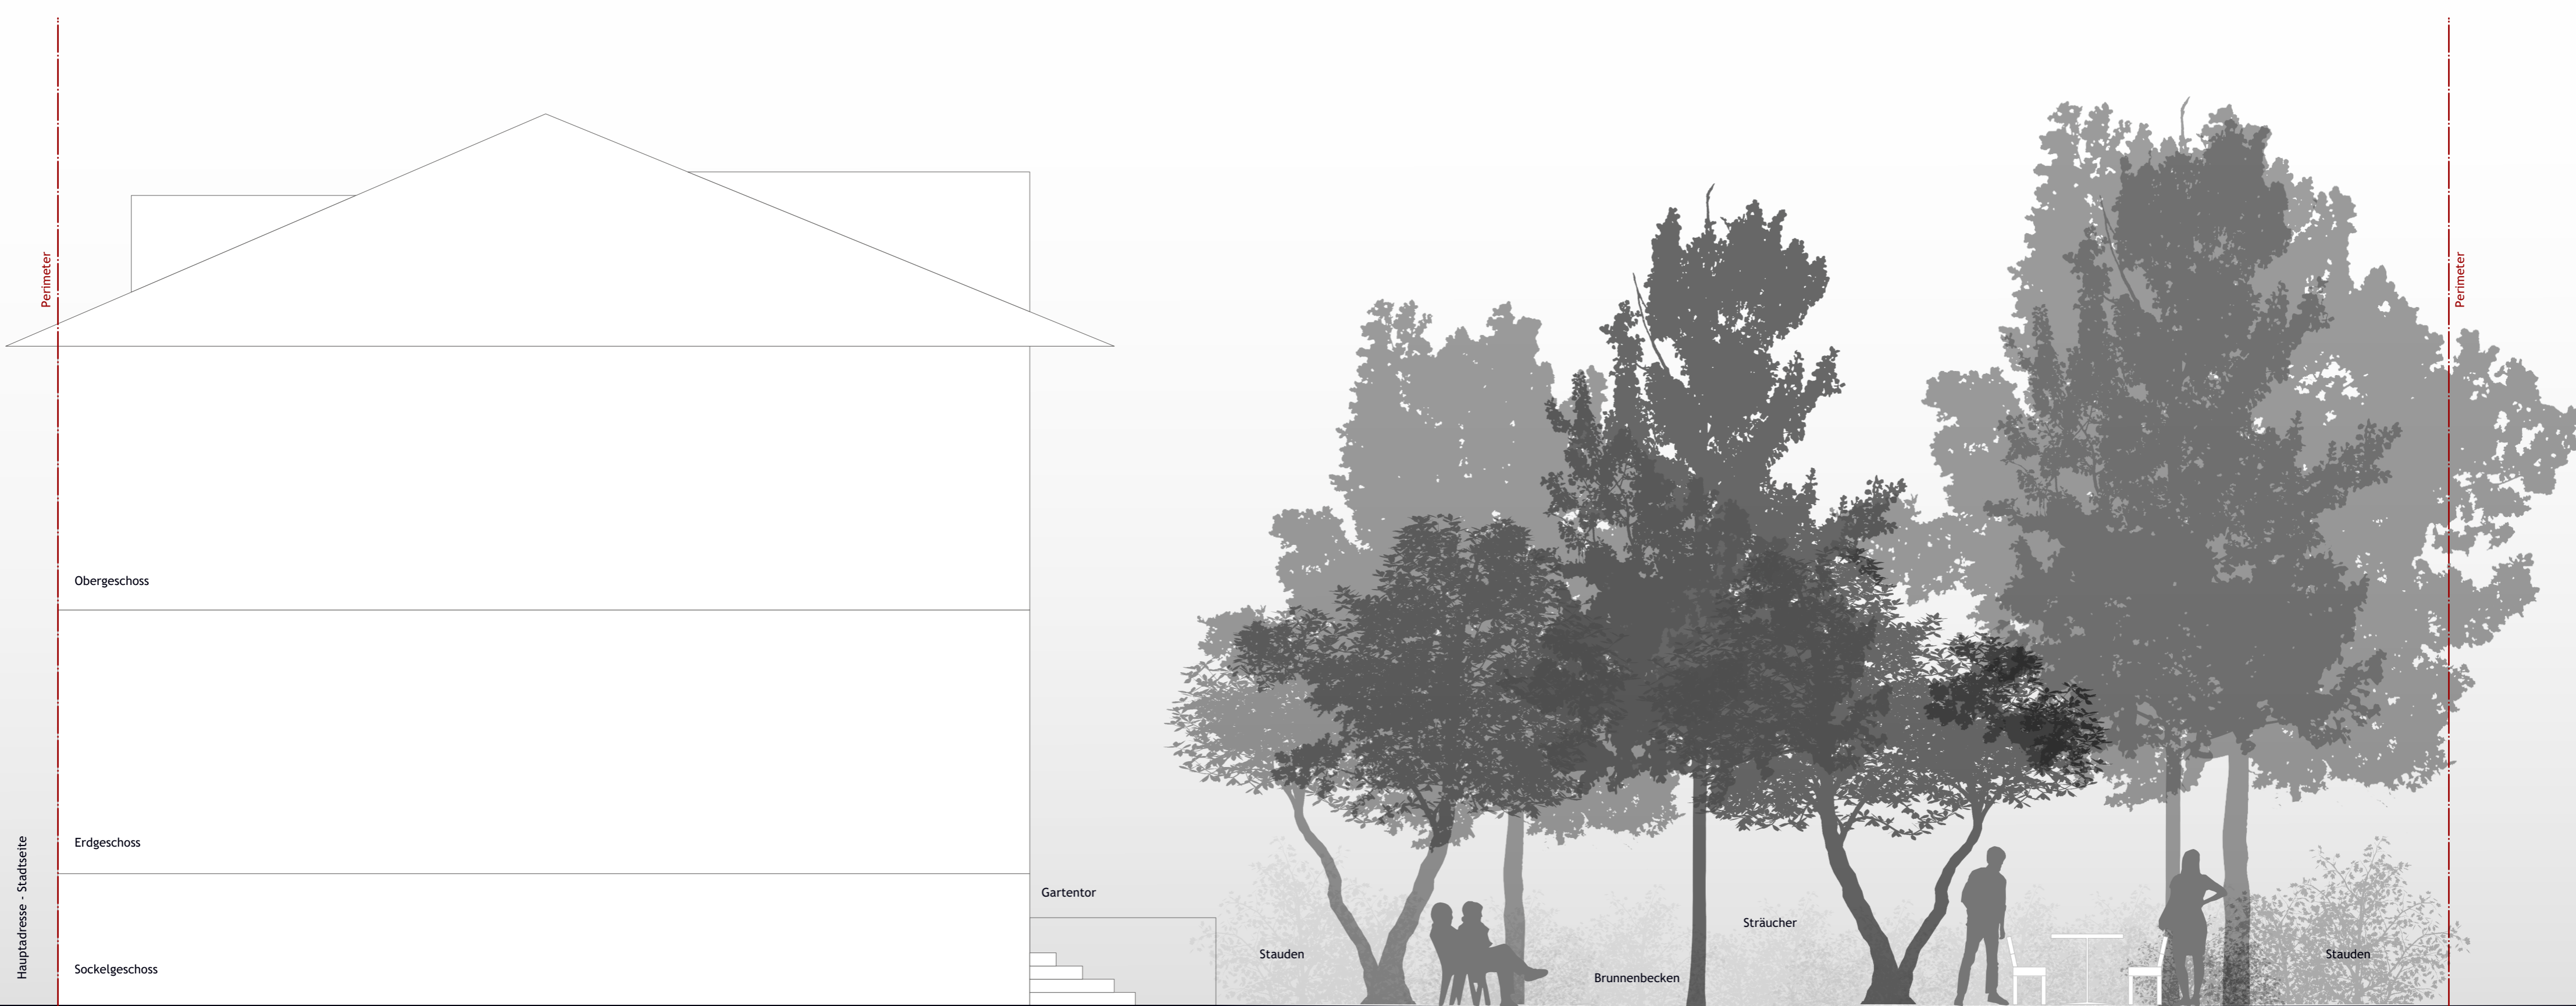 Perimeter
Perimeter
Obergeschoss
Erdgeschoss
Hauptadresse - Stadtseite
Gartentor
Sträucher
Stauden
Stauden
Sockelgeschoss
Brunnenbecken